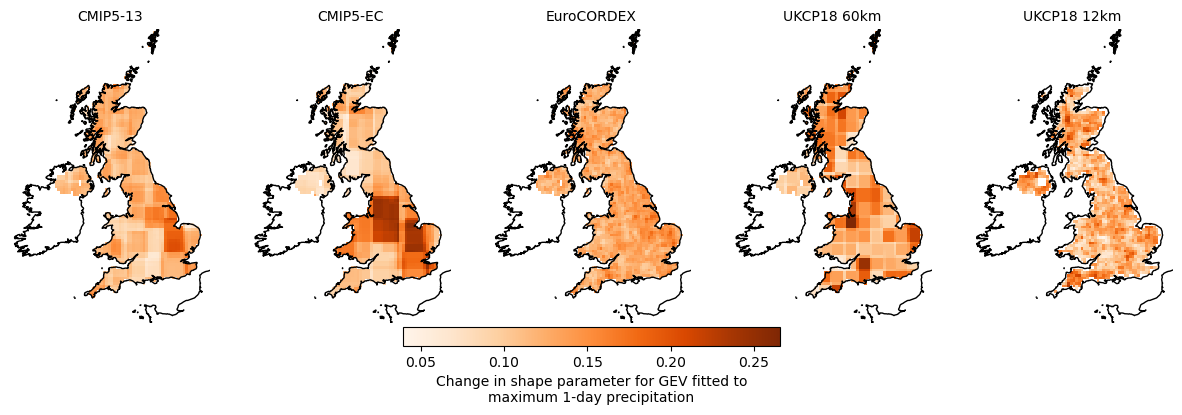 CMIP5-13
CMIP5-EC
EuroCORDEX
UKCP18 60km
UKCP18 12km
0.05
0.10
0.15
0.20
0.25
Change in shape parameter for GEV fitted to
maximum 1-day precipitation